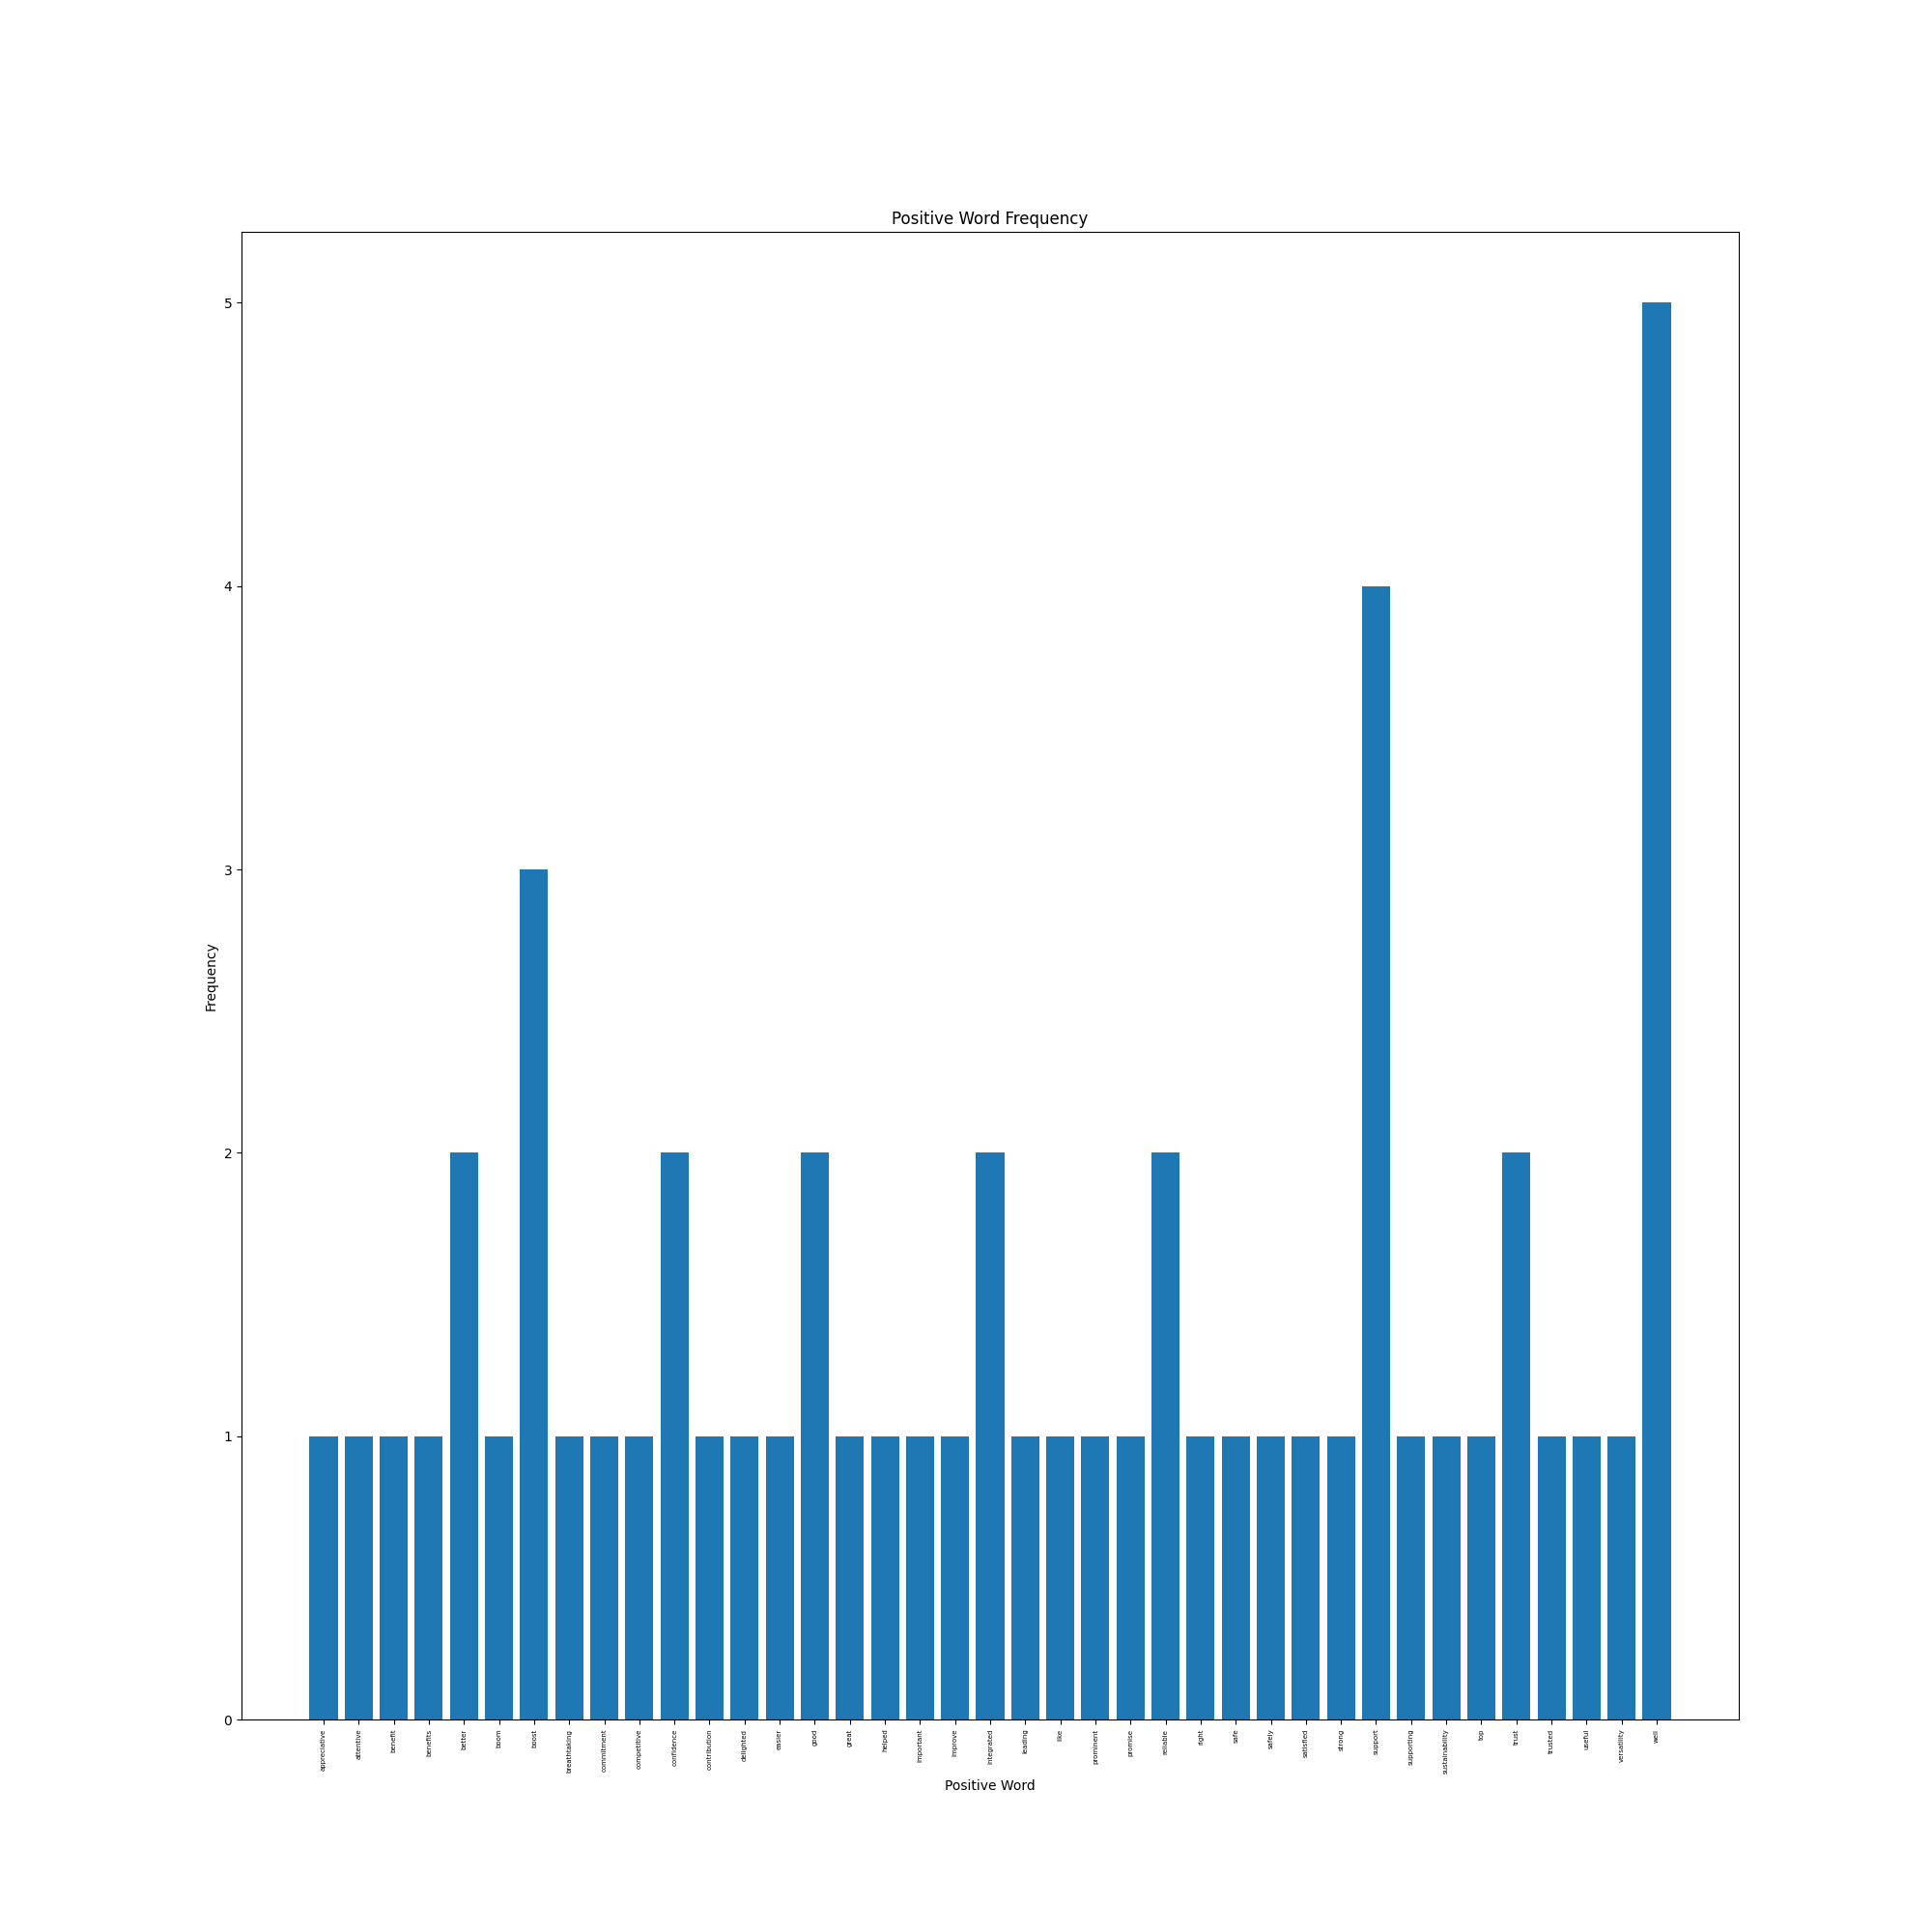 Positive Word Frequency
5
4
3
2
1
0
Frequency
appreciative
attentive
benefit
benefits
better
boom
boost
breathtaking
commitment
competitive
confidence
contribution
delighted
easier
good
great
helped
important
improve
integrated
leading
like
prominent
promise
reliable
right
safe
safely
satisfied
strong
support
supporting
sustainability
top
trust
trusted
useful
versatility
well
Positive Word